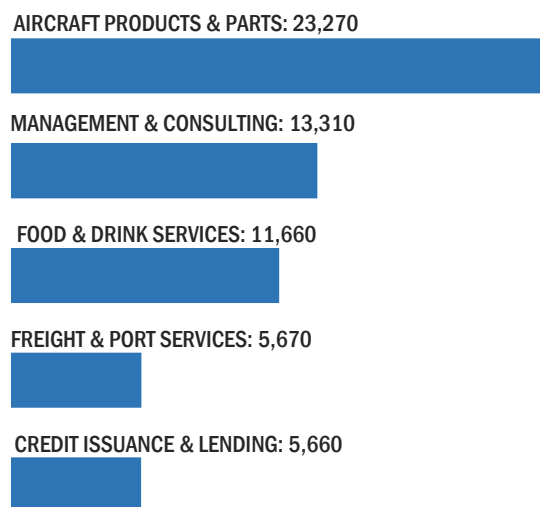 AIRCRAFT PRODUCTS & PARTS: 23,270
MANAGEMENT & CONSULTING: 13,310
FOOD & DRINK SERVICES: 11,660
FREIGHT & PORT SERVICES: 5,670
CREDIT ISSUANCE & LENDING: 5,660